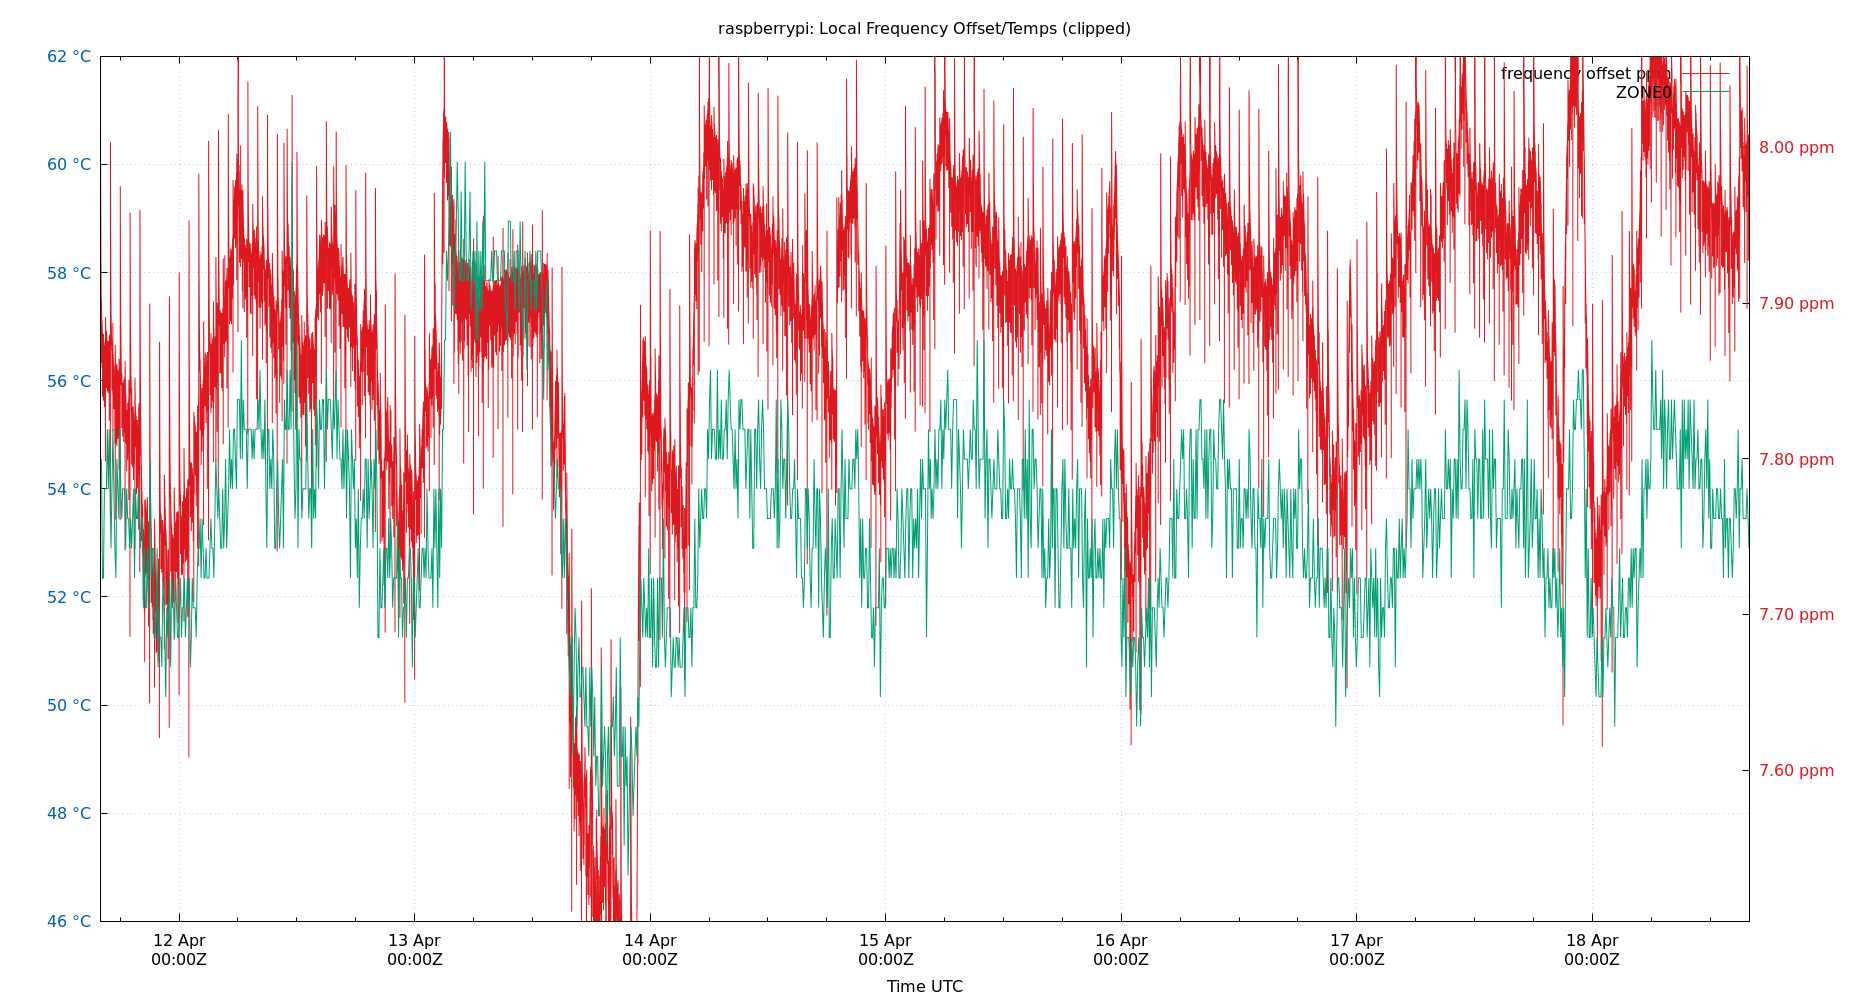 raspberrypi: Local Frequency Offset/Temps (clipped)
62 °C
60 °C
58 °C
56 °C
54 °C
52 °C
50 °C
48 °C
46 °C
frequency offset ppm
ZONE0
8.00 ppm
7.90 ppm
7.80 ppm
7.70 ppm
7.60 ppm
12 Apr
00:00Z
13 Apr
00:00Z
14 Apr
00:00Z
15 Apr
00:00Z
16 Apr
00:00Z
17 Apr
00:00Z
18 Apr
00:00Z
Time UTC